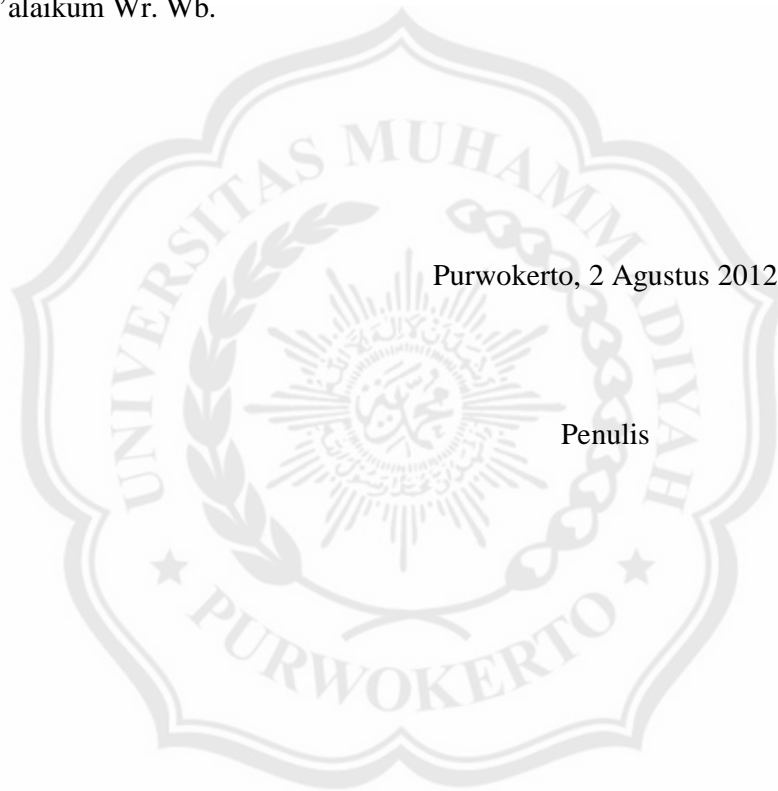 ’alaikum Wr. Wb.
UNIVERSITAS MUHAMMADIYAH
Purwokerto, 2 Agustus 2012
Penulis
PURWOKERTO